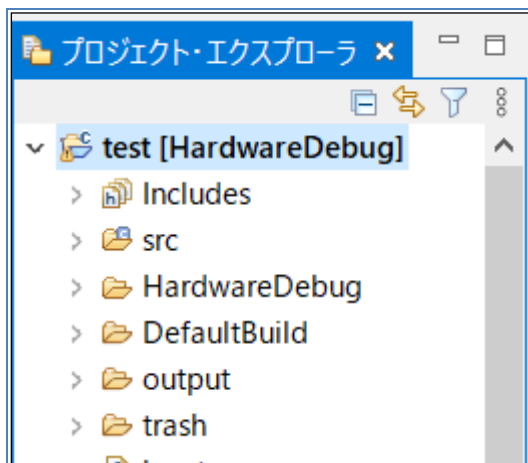 プロジェクト・エクスプローラ
test [HardwareDebug]
Includes
src
HardwareDebug
DefaultBuild
output
trash